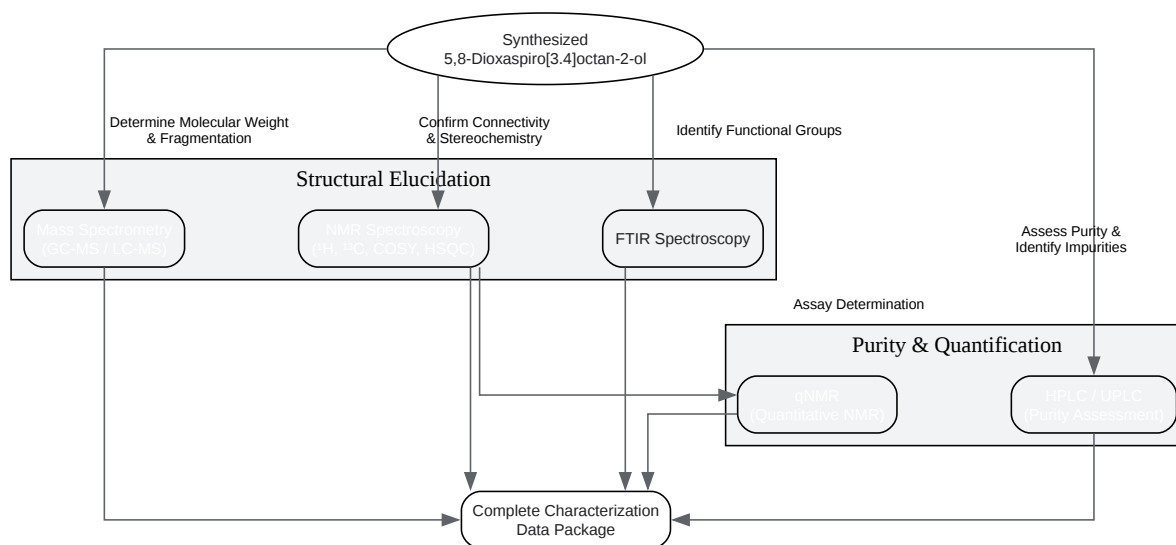 Synthesized
5,8-Dioxaspiro[3.4]octan-2-ol
Determine Molecular Weight
& Fragmentation
Confirm Connectivity
& Stereochemistry
Identify Functional Groups
Structural Elucidation
Mass Spectrometry
(GC-MS / LC-MS)
NMR Spectroscopy
(¹H, ¹³C, COSY, HSQC)
FTIR Spectroscopy
Assess Purity &
Identify Impurities
Assay Determination
Purity & Quantification
qNMR
(Quantitative NMR)
HPLC / UPLC
(Purity Assessment)
Complete Characterization
Data Package